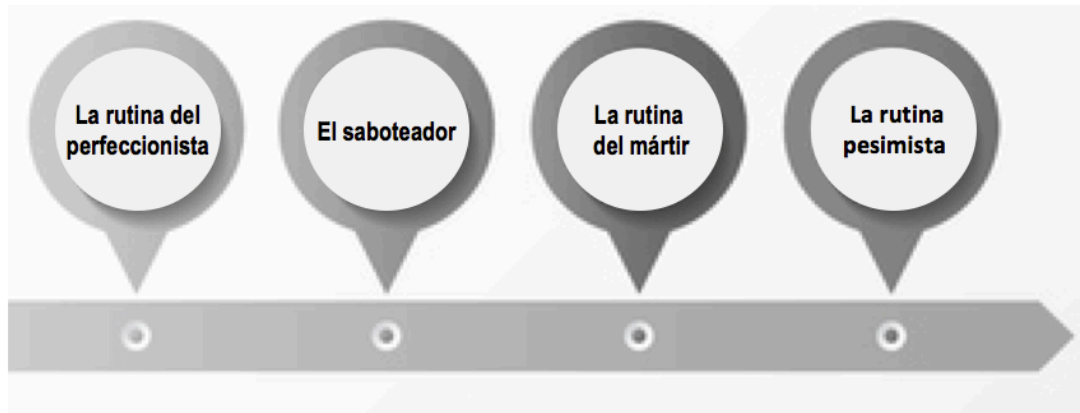 La rutina del
perfeccionista
El saboteador
La rutina
del mártir
La rutina
pesimista